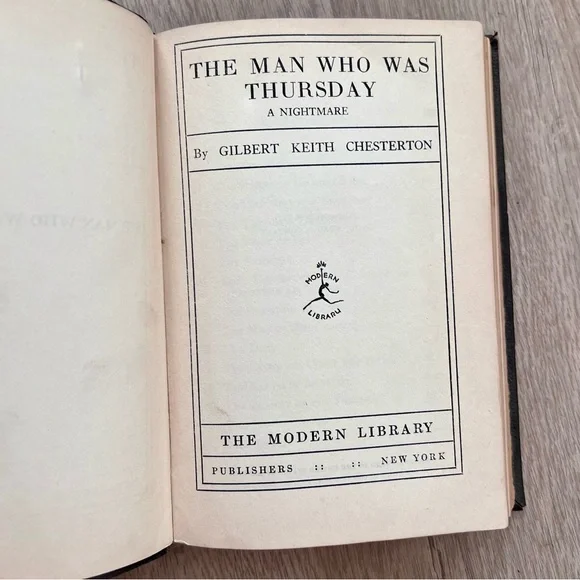 THE MAN WHO WAS
THURSDAY
A NIGHTMARE
By GILBERT KEITH CHESTERTON
MODERN
LIBRARY
THE MODERN LIBRARY
PUBLISHERS :: :: NEW YORK